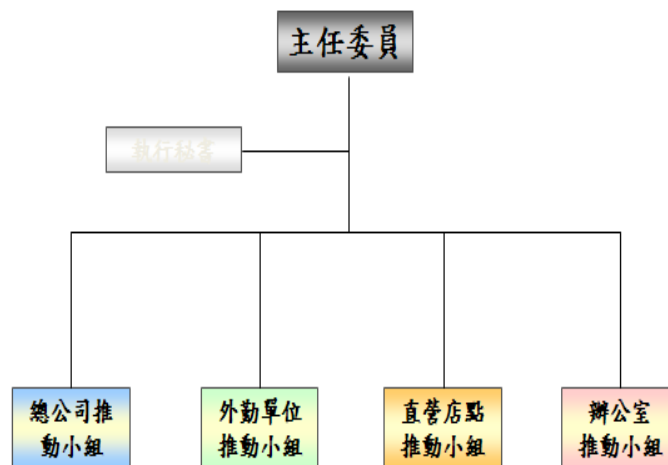 主任委員
執行秘書
總公司推
動小組
外勤單位
推動小組
直營店點
推動小組
辦公室
推動小組